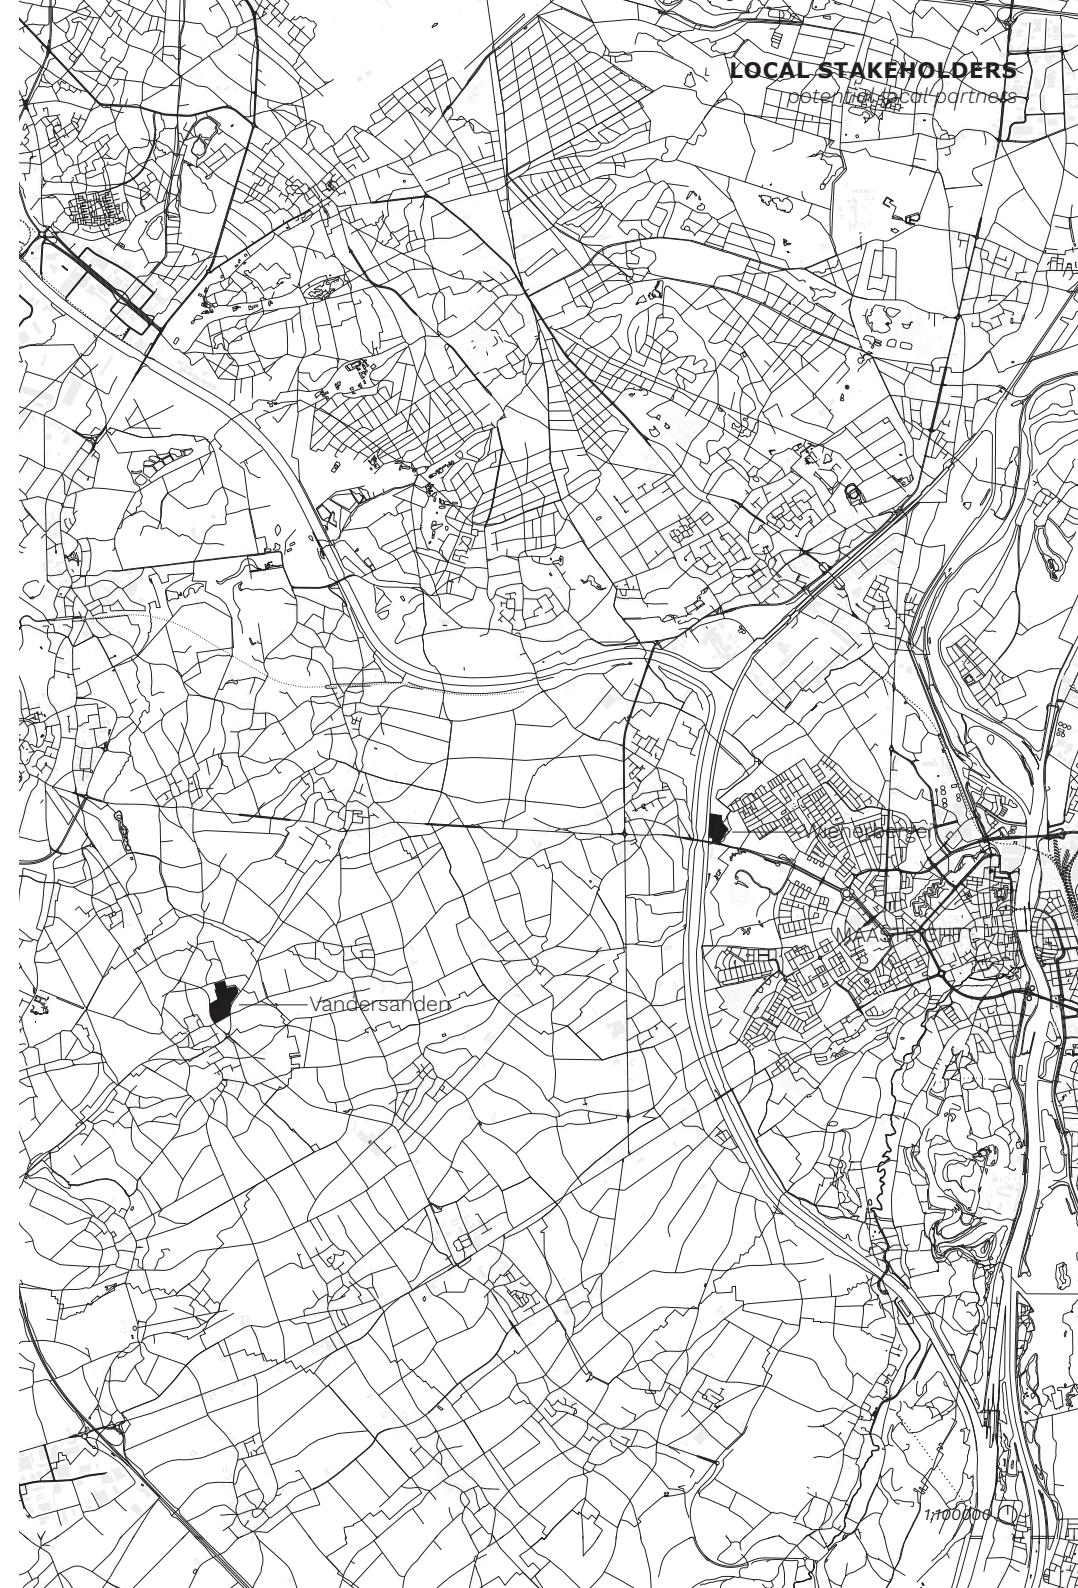 LOCAL STAKEHOLDERS
potential local partners
Wienerberger
MAASTRICHT
Vandersanden
1;100000